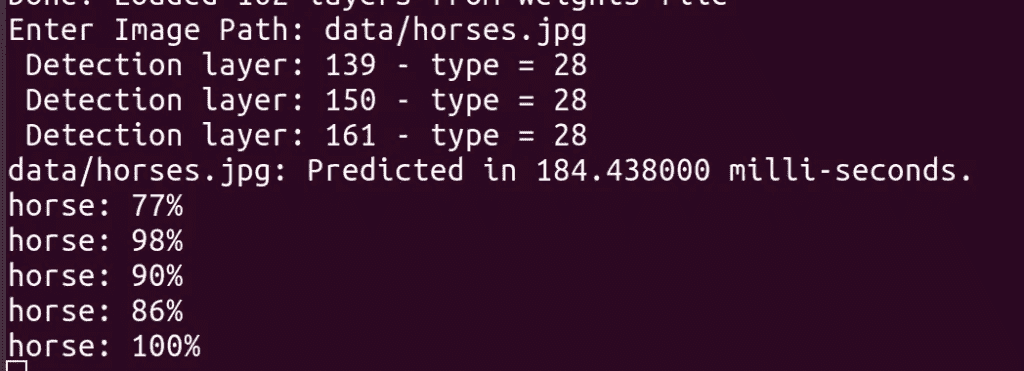 Done! Loaded 162 layers from weights-file
Enter Image Path: data/horses.jpg
Detection layer: 139 - type = 28
Detection layer: 150 - type = 28
Detection layer: 161 - type = 28
data/horses.jpg: Predicted in 184.438000 milli-seconds.
horse: 77%
horse: 98%
horse: 90%
horse: 86%
horse: 100%